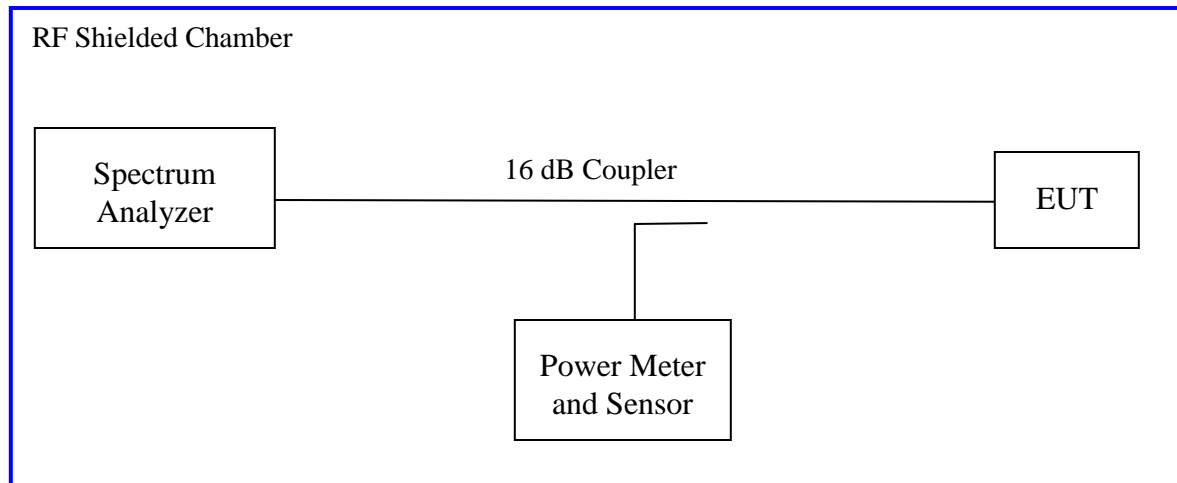 RF Shielded Chamber
Spectrum
Analyzer
16 dB Coupler
EUT
Power Meter
and Sensor